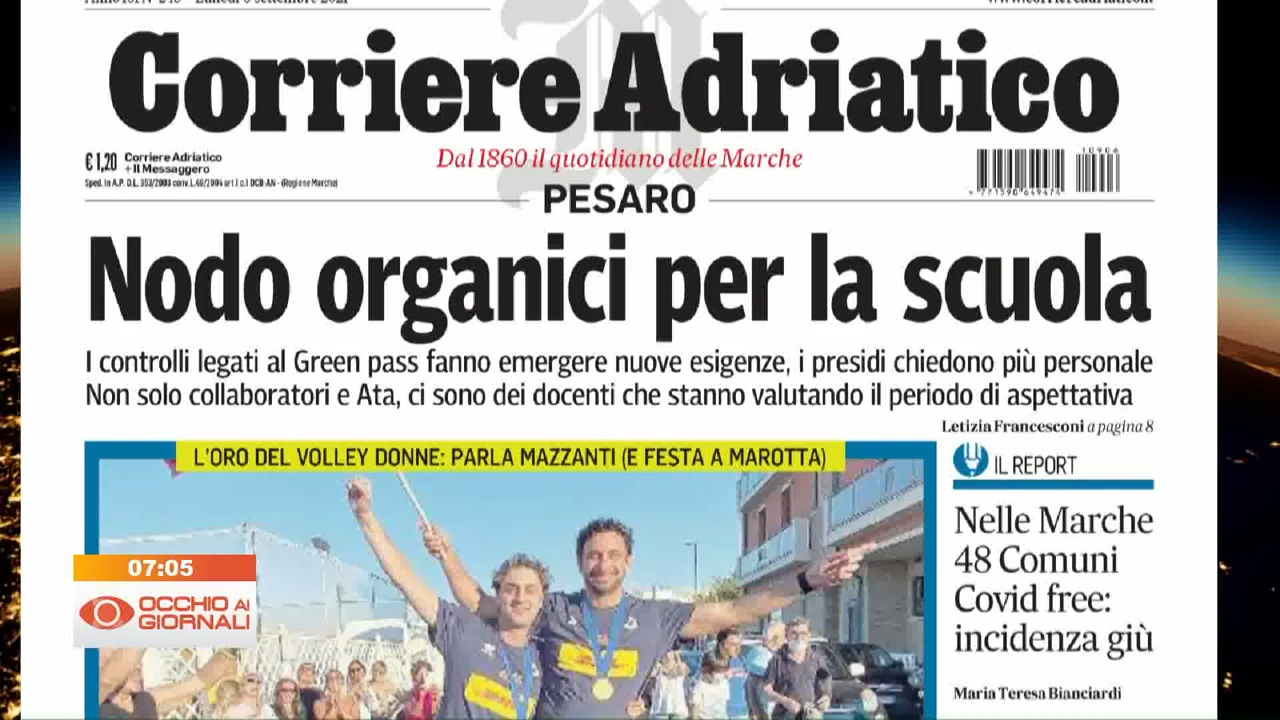 Corriere Adriatico
€ 1,20 Corriere Adriatico
+ Il Messaggero
Dal 1860 il quotidiano delle Marche
10906
PESARO
Nodo organici per la scuola
I controlli legati al Green pass fanno emergere nuove esigenze, i presidi chiedono più personale
Non solo collaboratori e Ata, ci sono dei docenti che stanno valutando il periodo di aspettativa
Letizia Francesconi a pagina 8
L'ORO DEL VOLLEY DONNE: PARLA MAZZANTI (E FESTA A MAROTTA)
IL REPORT
Nelle Marche
48 Comuni
Covid free:
incidenza giù
Maria Teresa Bianciardi
07:05
OCCHIO AI
GIORNALI